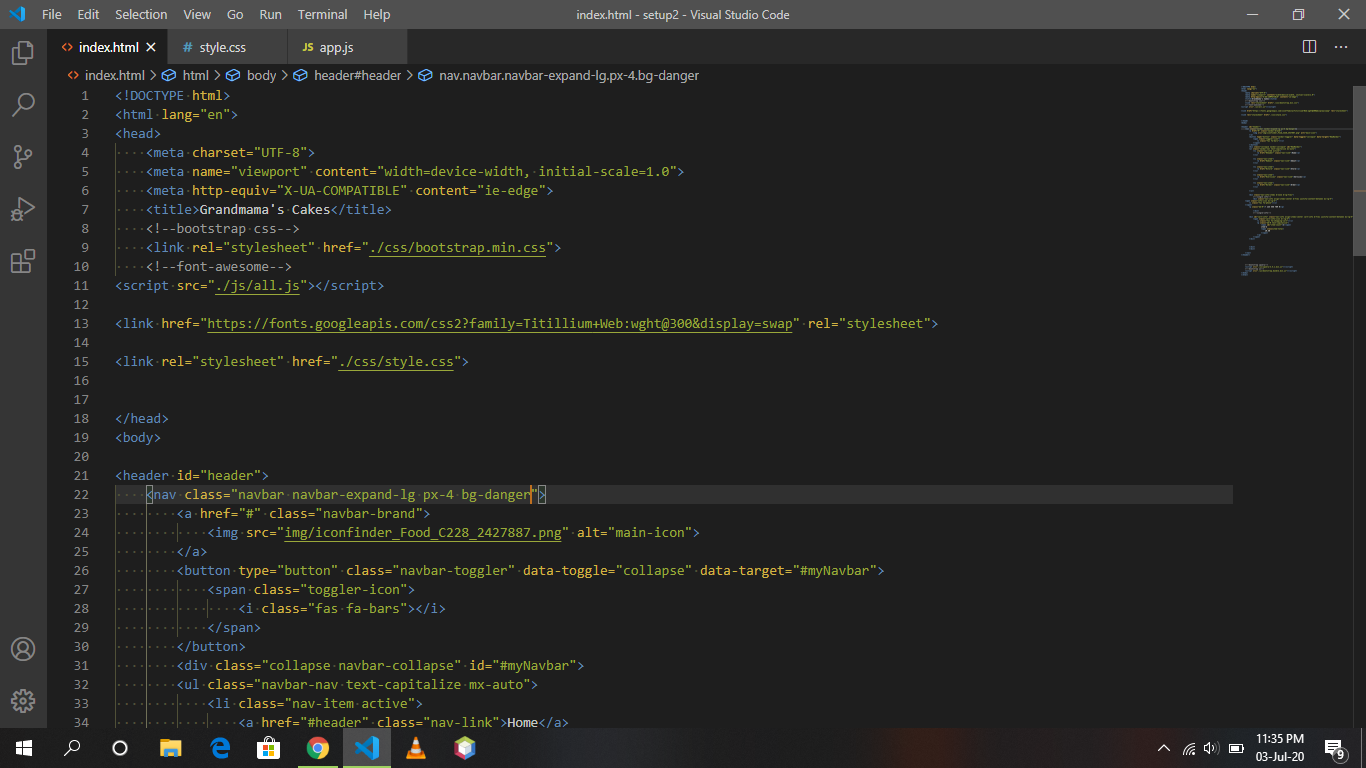 File Edit Selection View Go Run Terminal Help index.html - setup2 - Visual Studio Code
<> index.html # style.css JS app.js
<> index.html > html > body > header#header > nav.navbar.navbar-expand-lg.px-4.bg-danger
1 <!DOCTYPE html>
2 <html lang="en">
3 <head>
4 <meta charset="UTF-8">
5 <meta name="viewport" content="width=device-width, initial-scale=1.0">
6 <meta http-equiv="X-UA-COMPATIBLE" content="ie-edge">
7 <title>Grandmama's Cakes</title>
8 <!--bootstrap css-->
9 <link rel="stylesheet" href="./css/bootstrap.min.css">
10 <!--font-awesome-->
11 <script src="./js/all.js"></script>
12
13 <link href="https://fonts.googleapis.com/css2?family=Titillium+Web:wght@300&display=swap" rel="stylesheet">
14
15 <link rel="stylesheet" href="./css/style.css">
16
17
18 </head>
19 <body>
20
21 <header id="header">
22 <nav class="navbar navbar-expand-lg px-4 bg-danger">
23 <a href="#" class="navbar-brand">
24 <img src="img/iconfinder_Food_C228_2427887.png" alt="main-icon">
25 </a>
26 <button type="button" class="navbar-toggler" data-toggle="collapse" data-target="#myNavbar">
27 <span class="toggler-icon">
28 <i class="fas fa-bars"></i>
29 </span>
30 </button>
31 <div class="collapse navbar-collapse" id="#myNavbar">
32 <ul class="navbar-nav text-capitalize mx-auto">
33 <li class="nav-item active">
34 <a href="#header" class="nav-link">Home</a>
11:35 PM
03-Jul-20
9